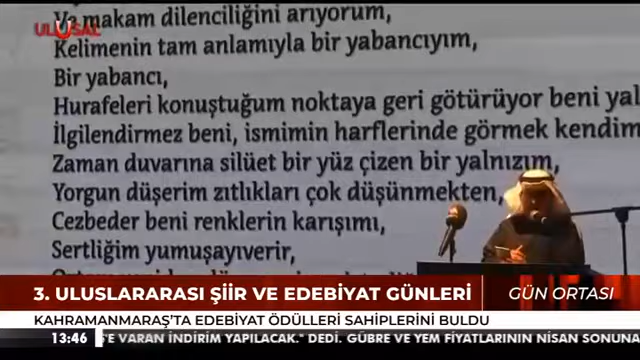 Ve makam dilenciliğini arıyorum,
ULUSAL
Kelimenin tam anlamıyla bir yabancıyım,
Bir yabancı,
Hurafeleri konuştuğum noktaya geri götürüyor beni yal
İlgilendirmez beni, ismimin harflerinde görmek kendim
Zaman duvarına silüet bir yüz çizen bir yalnızım,
Yorgun düşerim zıtlıkları çok düşünmekten,
Cezbeder beni renklerin karışımı,
Sertliğim yumuşayıverir,
3. ULUSLARARASI ŞİİR VE EDEBİYAT GÜNLERİ
GÜN ORTASI
KAHRAMANMARAŞ'TA EDEBİYAT ÖDÜLLERİ SAHİPLERİNİ BULDU
13:46 'E VARAN İNDİRİM YAPILACAK." DEDİ. GÜBRE VE YEM FİYATLARININ NİSAN SONUNA